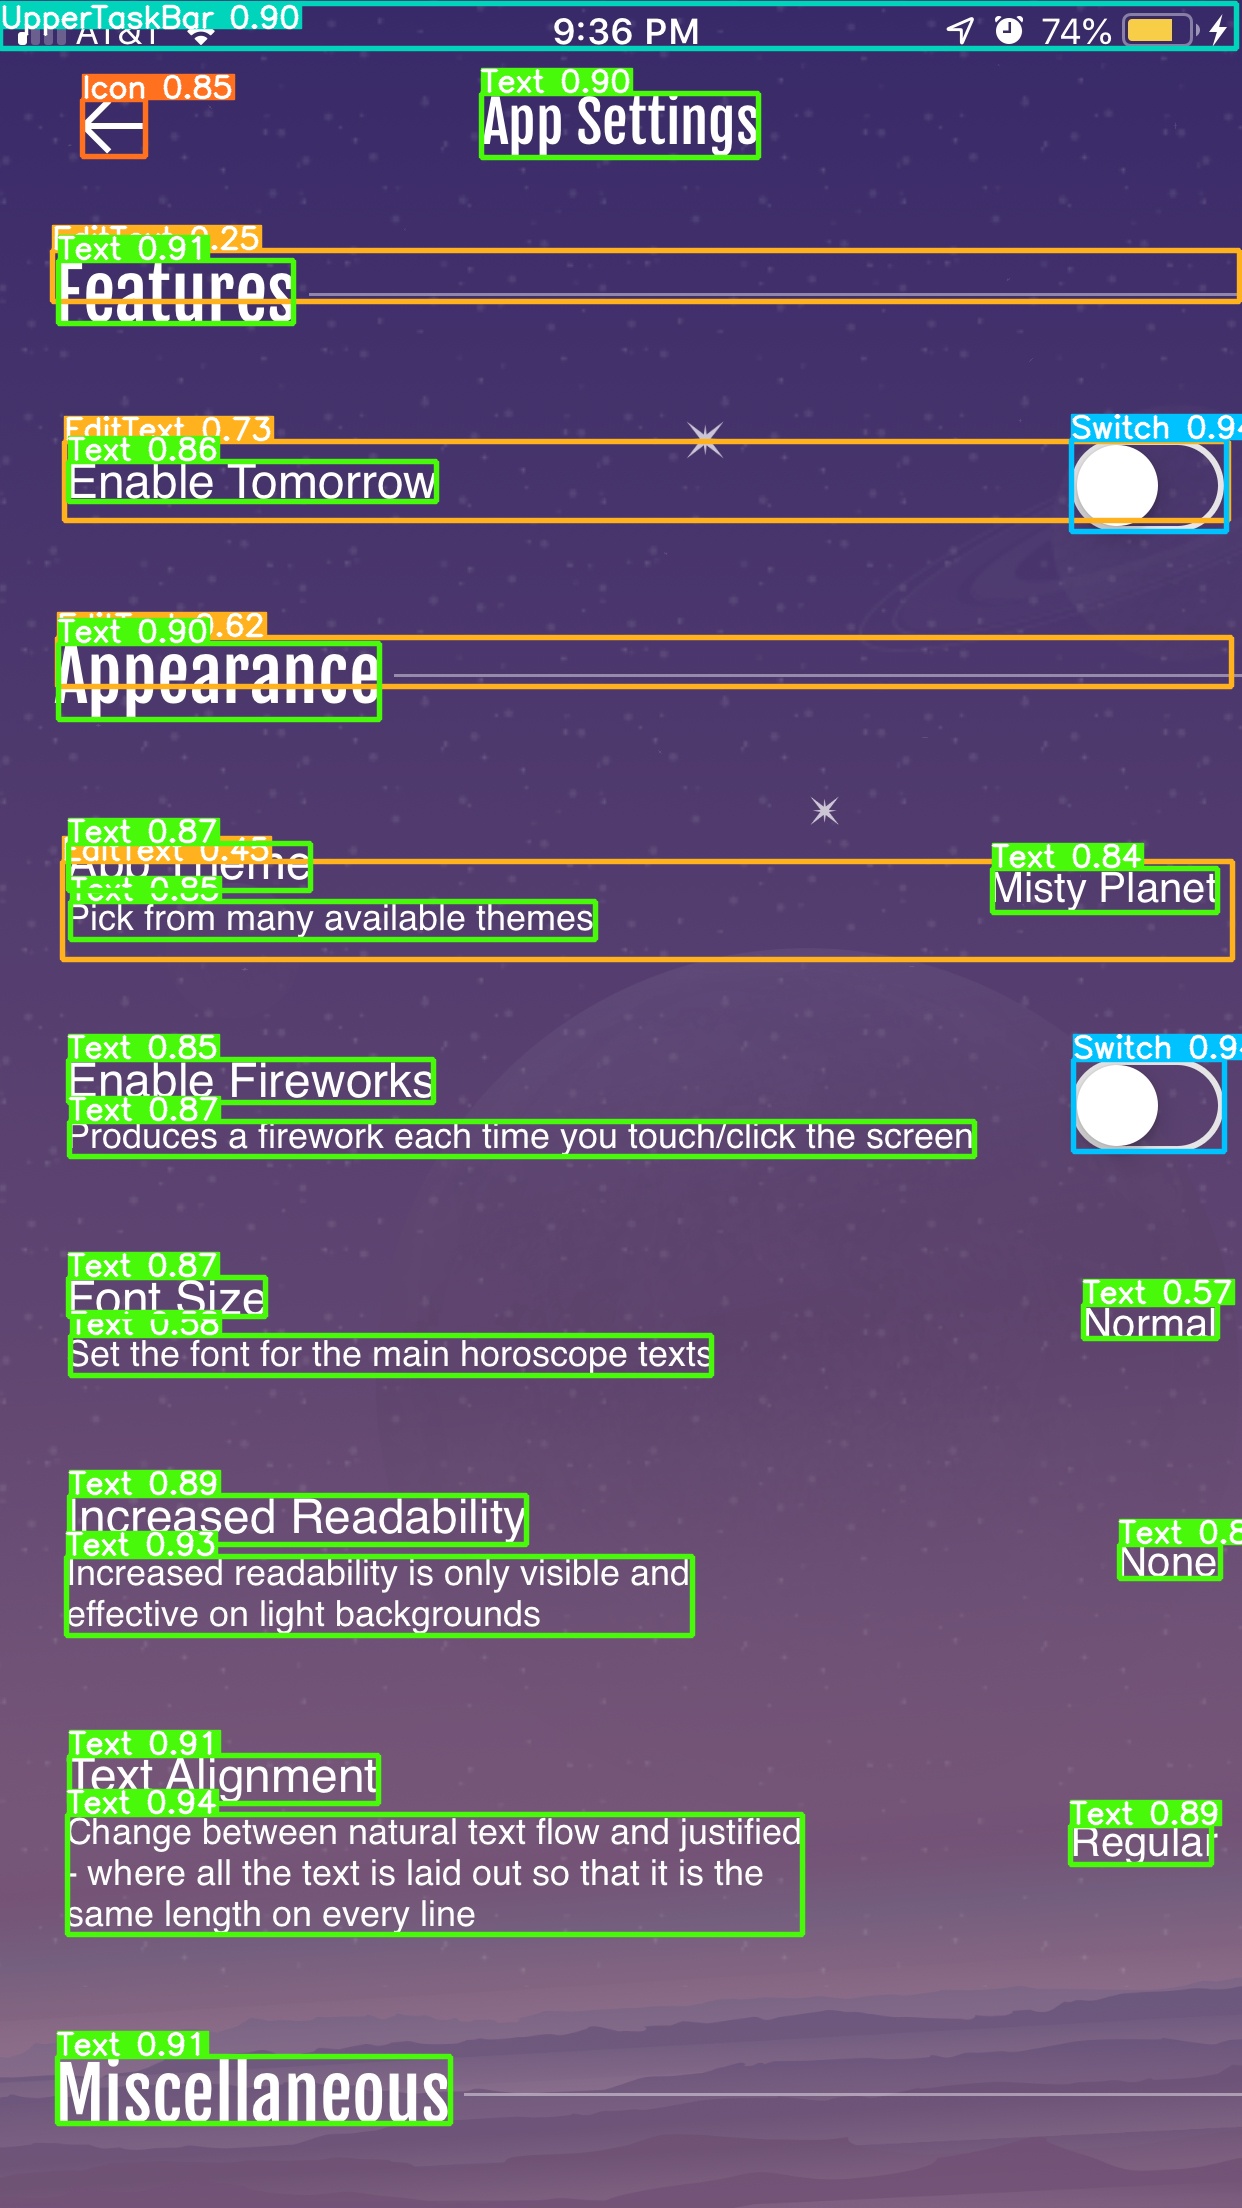 UpperTaskBar 0.90
AT&T 9:36 PM 74%
Icon 0.85
Text 0.90
App Settings
EditText 0.25
Text 0.91
Features
EditText 0.73
Text 0.86
Enable Tomorrow
Switch 0.94
EditText 0.62
Text 0.90
Appearance
Text 0.87
EditText 0.45
App Theme
Text 0.85
Pick from many available themes
Text 0.84
Misty Planet
Text 0.85
Enable Fireworks
Text 0.87
Produces a firework each time you touch/click the screen
Switch 0.9
Text 0.87
Font Size
Text 0.58
Set the font for the main horoscope texts
Text 0.57
Normal
Text 0.89
Increased Readability
Text 0.93
Increased readability is only visible and
effective on light backgrounds
Text 0.8
None
Text 0.91
Text Alignment
Text 0.94
Change between natural text flow and justified
- where all the text is laid out so that it is the
same length on every line
Text 0.89
Regular
Text 0.91
Miscellaneous